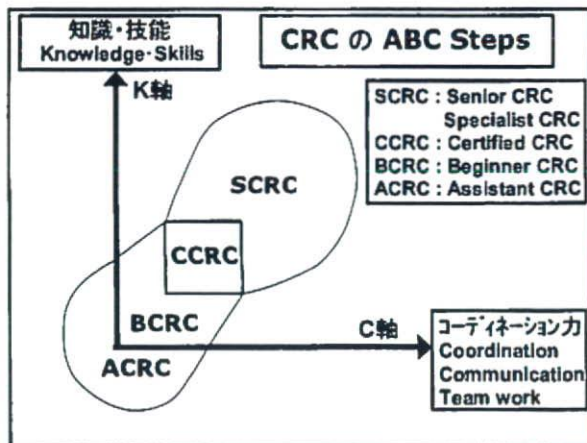 知識・技能
Knowledge・Skills
CRC の ABC Steps
K軸
SCRC : Senior CRC
Specialist CRC
CCRC : Certified CRC
BCRC : Beginner CRC
ACRC : Assistant CRC
SCRC
CCRC
BCRC
ACRC
C軸
コーディネーション力
Coordination
Communication
Team work